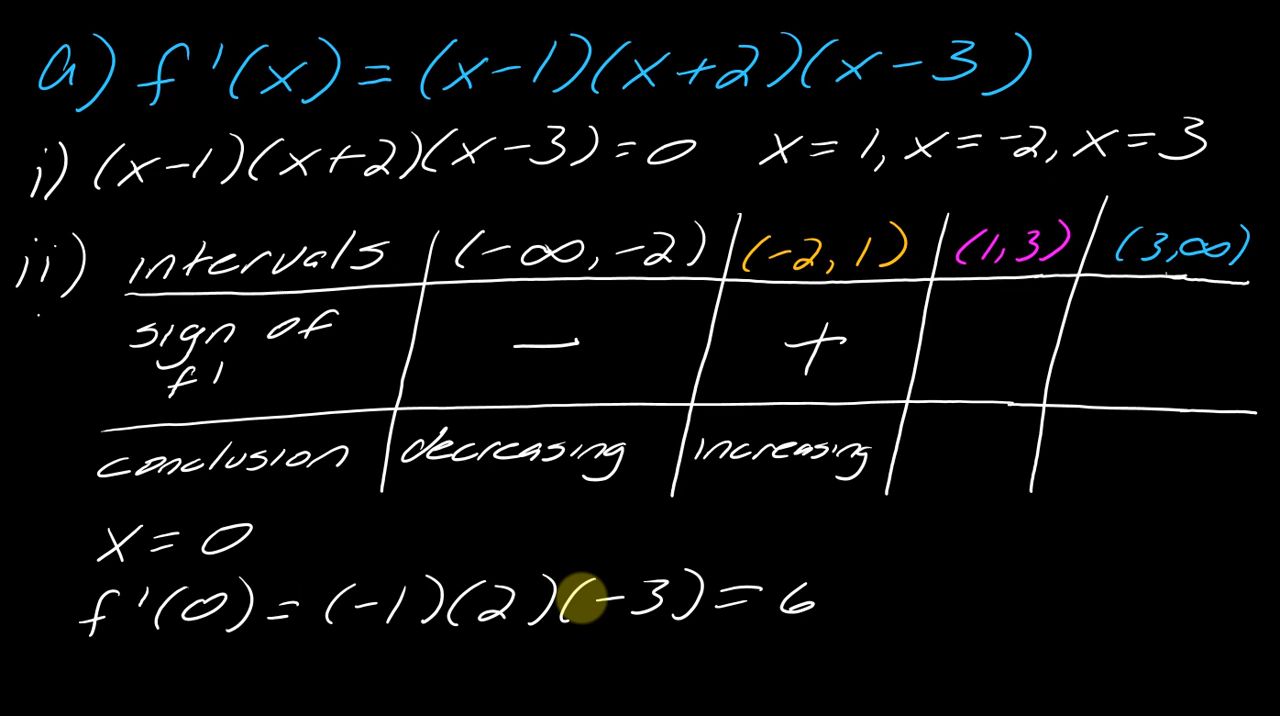 a) f'(x) = (x-1)(x+2)(x-3)
i) (x-1)(x+2)(x-3)=0 x=1, x=-2, x=3
ii) intervals (-∞,-2) (-2,1) (1,3) (3,∞)
sign of f' − +
conclusion decreasing increasing
x=0
f'(0)=(-1)(2)(-3)=6